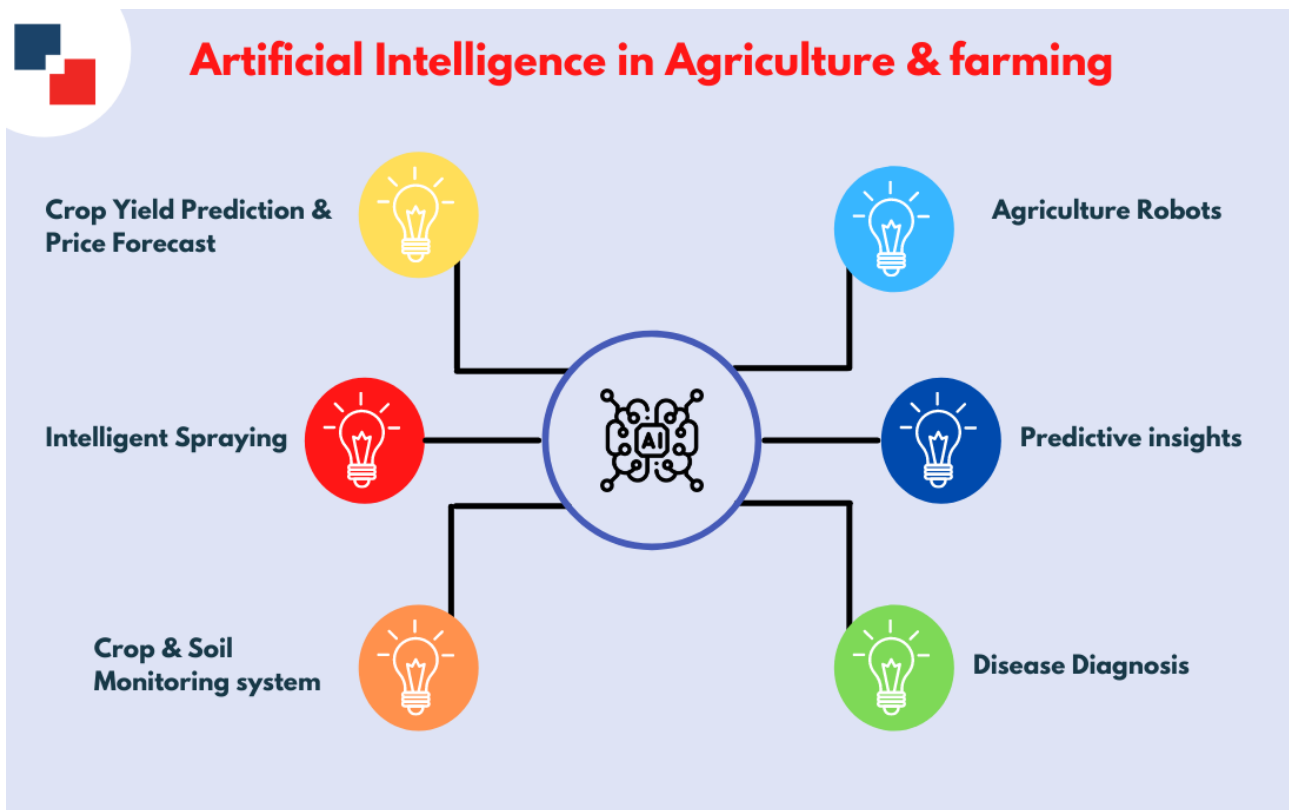 Artificial Intelligence in Agriculture & farming
Crop Yield Prediction &
Price Forecast
Agriculture Robots
Intelligent Spraying
AI
Predictive insights
Crop & Soil
Monitoring system
Disease Diagnosis